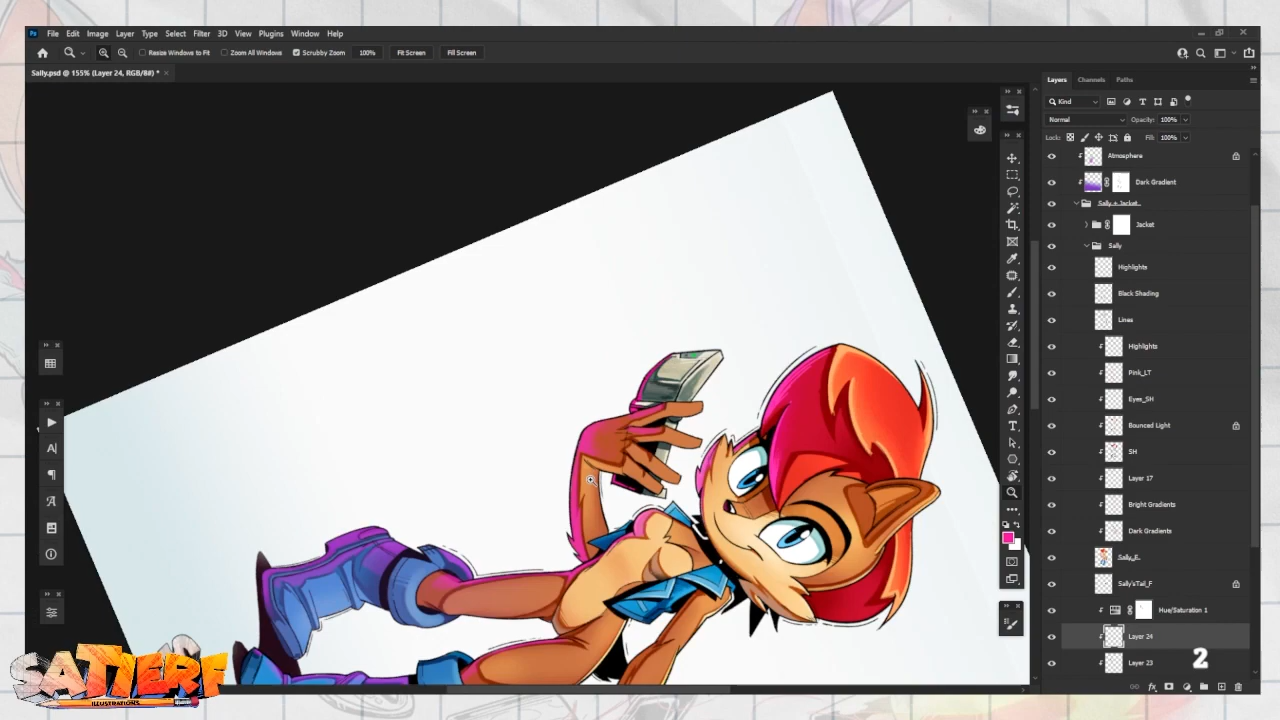 Ps File Edit Image Layer Type Select Filter 3D View Plugins Window Help
Resize Windows to Fit Zoom All Windows Scrubby Zoom 100% Fit Screen Fill Screen
Sally.psd @ 155% (Layer 24, RGB/8#) * ×
Layers Channels Paths
Kind
Normal Opacity: 100%
Lock: Fill: 100%
Atmosphere
Dark Gradient
Sally + Jacket
Jacket
Sally
Highlights
Black Shading
Lines
Highlights
Pink_LT
Eyes_SH
Bounced Light
SH
Layer 17
Bright Gradients
Dark Gradients
Sally_E
Sally'sTail_F
Hue/Saturation 1
Layer 24
Layer 23
2
SATIERF
ILLUSTRATIONS